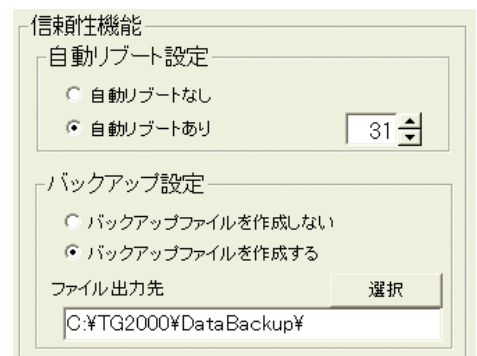 信頼性機能
自動リブート設定
自動リブートなし
自動リブートあり 31
バックアップ設定
バックアップファイルを作成しない
バックアップファイルを作成する
ファイル出力先 選択
C:¥TG2000¥DataBackup¥